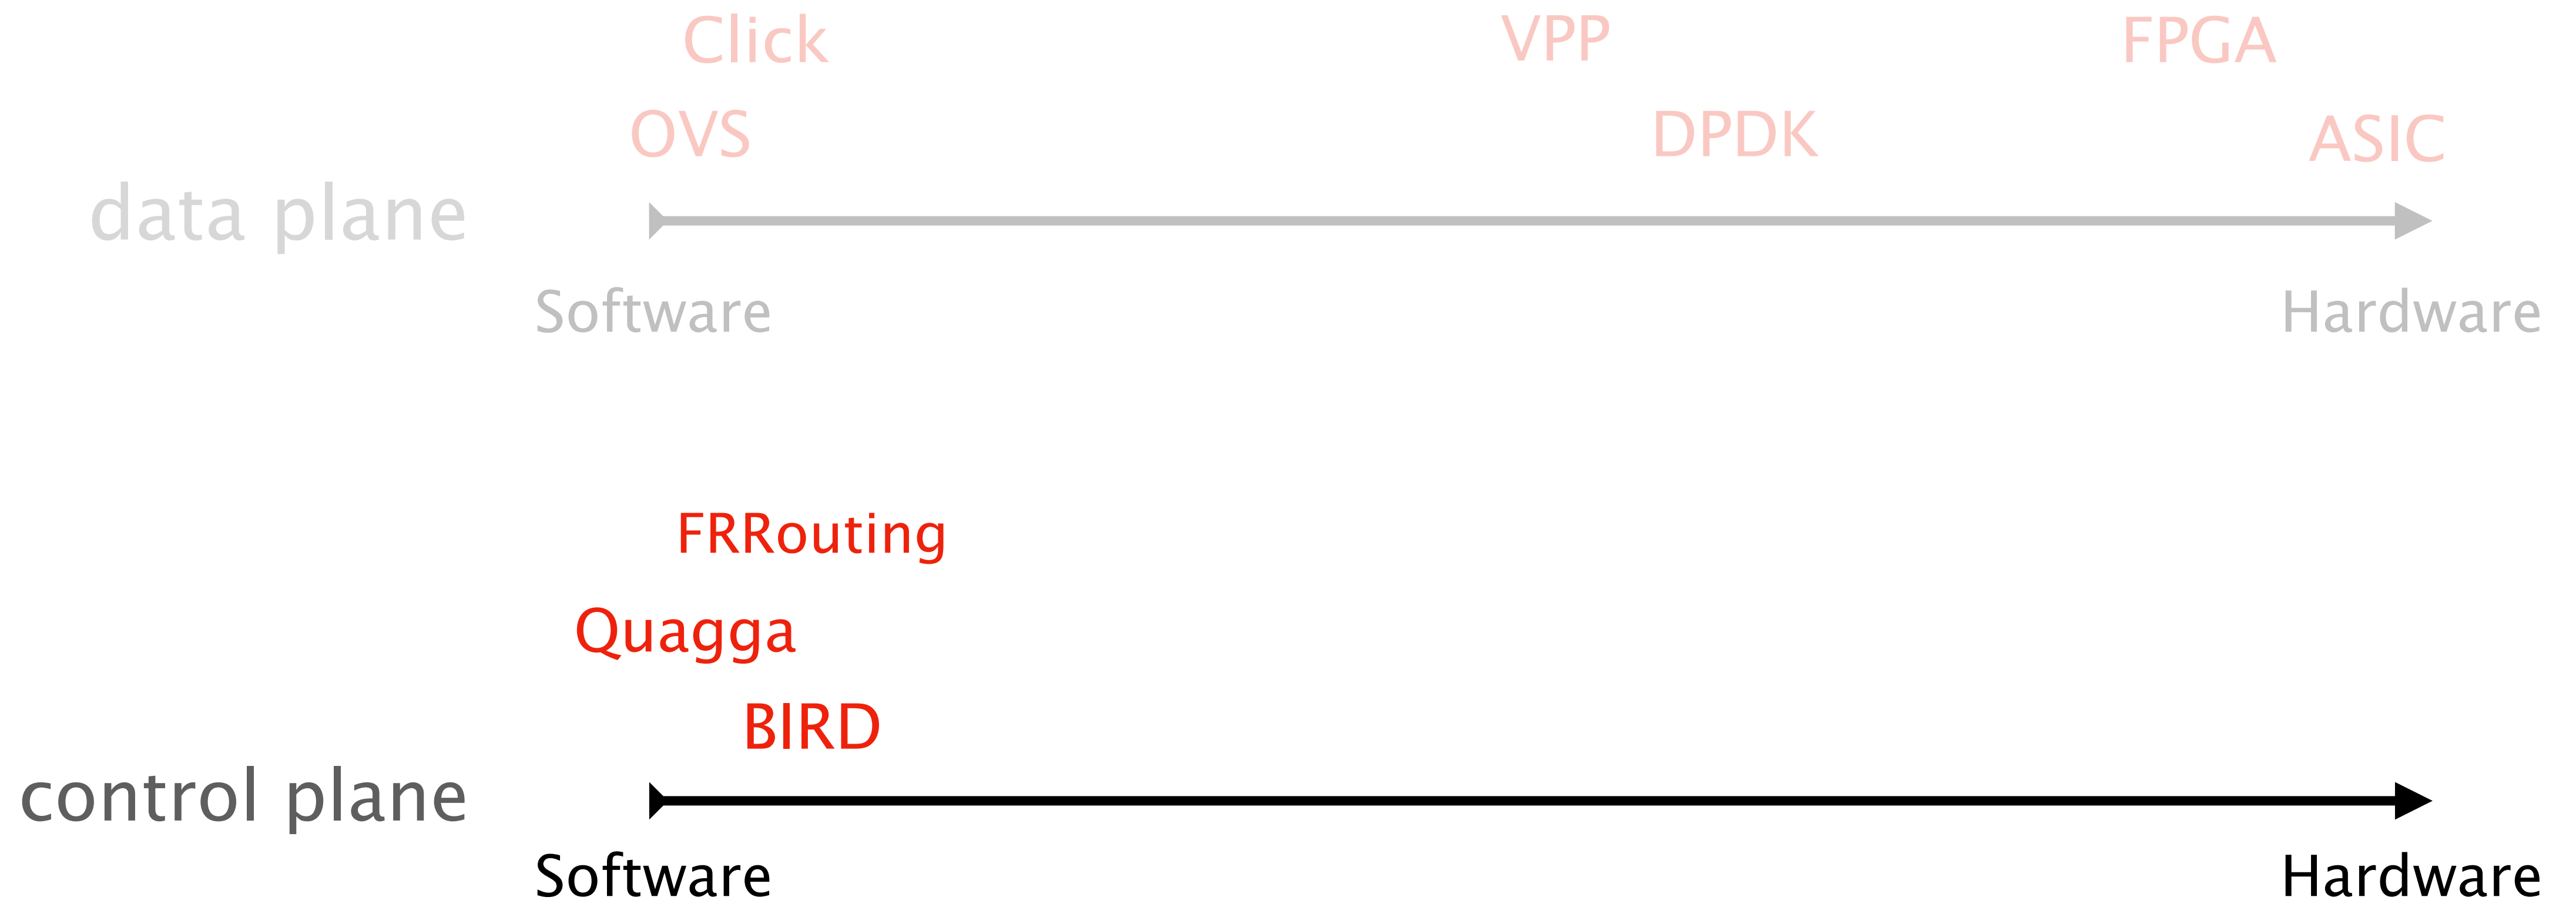 Click VPP FPGA
OVS DPDK ASIC
data plane
Software Hardware
FRRouting
Quagga
BIRD
control plane
Software Hardware